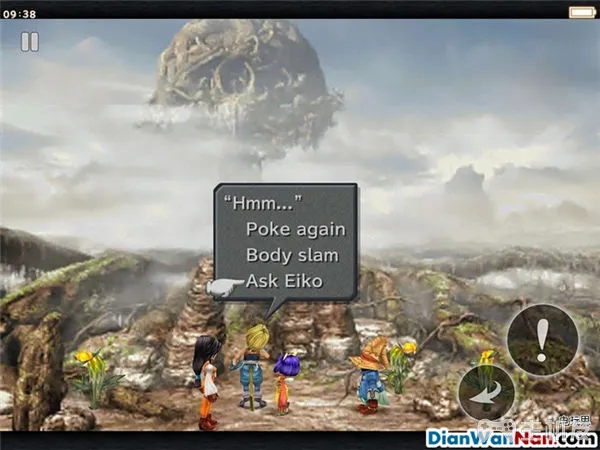 09:38
“Hmm...”
Poke again
Body slam
Ask Eiko
DianWanNan.com